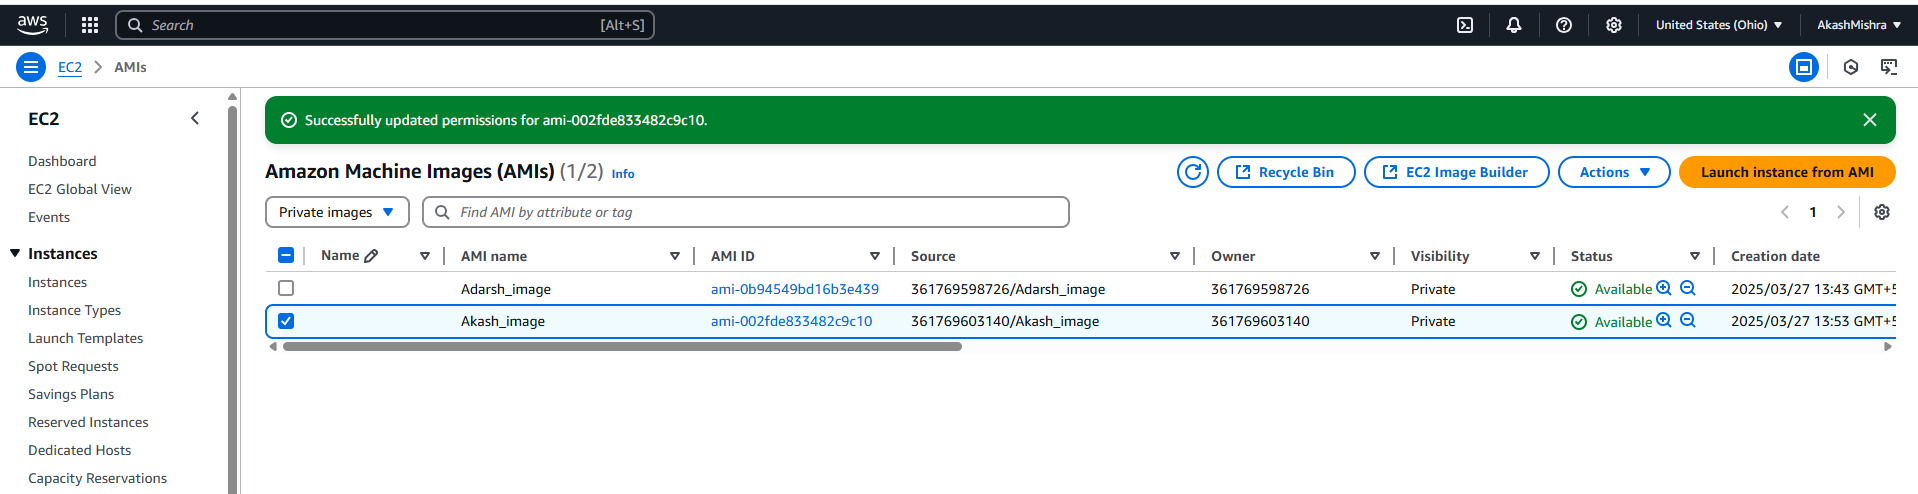 aws Search [Alt+S] United States (Ohio) AkashMishra
EC2 AMIs
EC2
Dashboard
EC2 Global View
Events
Instances
Instances
Instance Types
Launch Templates
Spot Requests
Savings Plans
Reserved Instances
Dedicated Hosts
Capacity Reservations
Successfully updated permissions for ami-002fde833482c9c10.
Amazon Machine Images (AMIs) (1/2) Info Recycle Bin EC2 Image Builder Actions Launch instance from AMI
Private images Find AMI by attribute or tag 1
Name AMI name AMI ID Source Owner Visibility Status Creation date
Adarsh_image ami-0b94549bd16b3e439 361769598726/Adarsh_image 361769598726 Private Available 2025/03/27 13:43 GMT+5
Akash_image ami-002fde833482c9c10 361769603140/Akash_image 361769603140 Private Available 2025/03/27 13:53 GMT+5